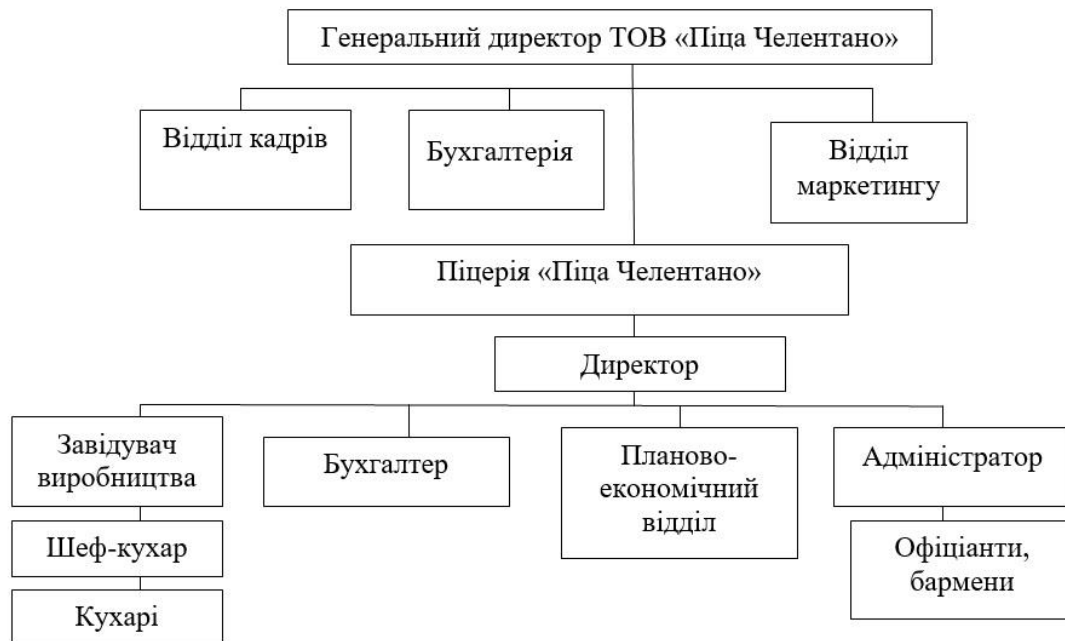 Генеральний директор ТОВ «Піца Челентано»
Відділ кадрів
Бухгалтерія
Відділ
маркетингу
Піцерія «Піца Челентано»
Директор
Завідувач
виробництва
Бухгалтер
Планово-
економічний
відділ
Адміністратор
Шеф-кухар
Офіціанти,
бармени
Кухарі